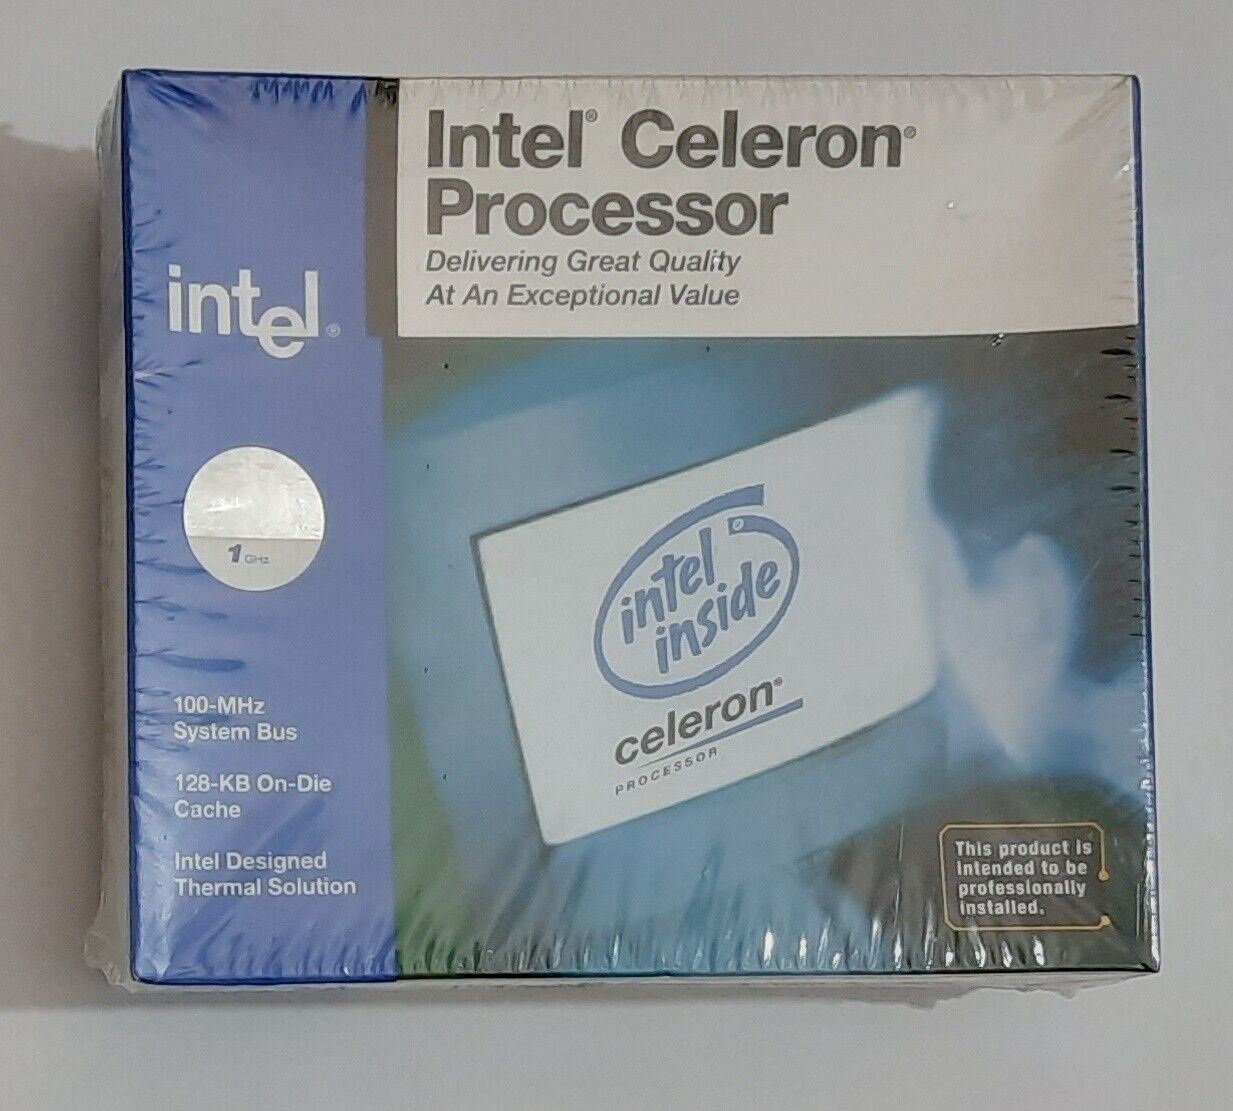 Intel® Celeron®
Processor
Delivering Great Quality
At An Exceptional Value
intel®
1 GHz
100-MHz
System Bus
128-KB On-Die
Cache
Intel Designed
Thermal Solution
intel®
inside
celeron®
PROCESSOR
This product is
intended to be
professionally
installed.